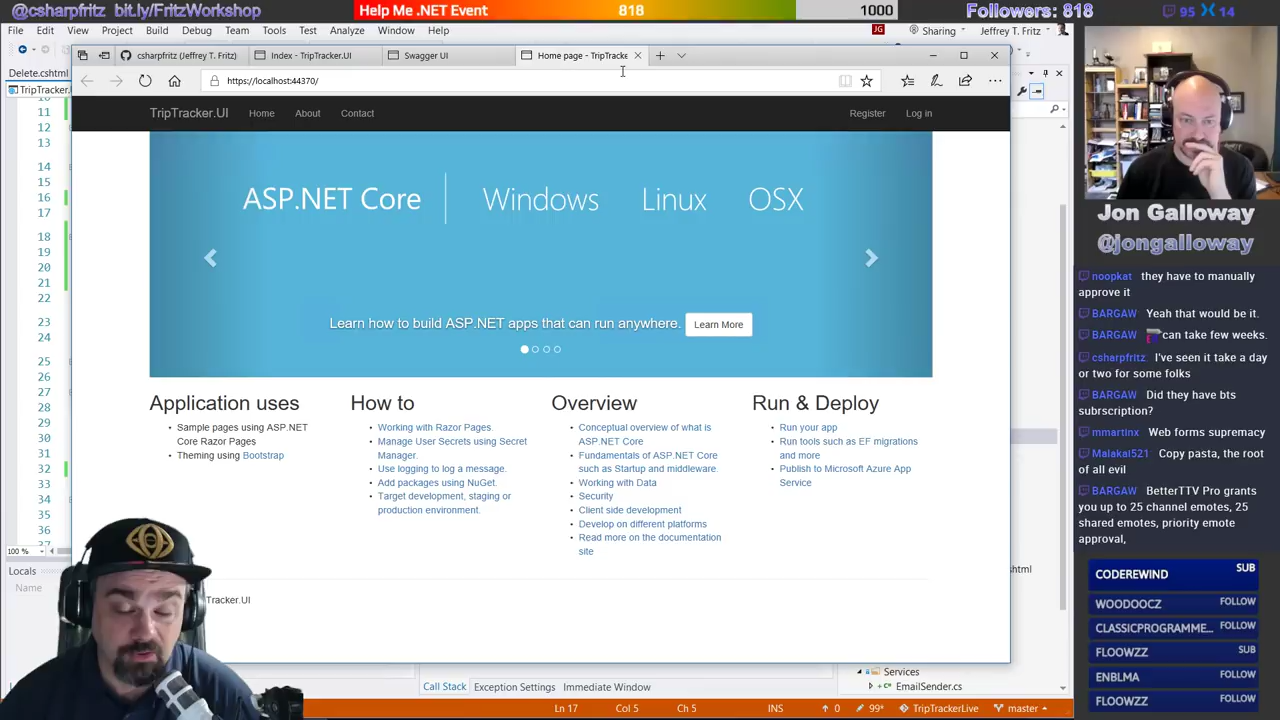 @csharpfritz bit.ly/FritzWorkshop
Help Me .NET Event
818
1000
Followers: 818
95
14
File Edit View Project Build Debug Team Tools Test Analyze Window Help
JG
Sharing
Jeffrey T. Fritz
Delete.cshtml
csharpfritz (Jeffrey T. Fritz)
Index - TripTracker.UI
Swagger UI
Home page - TripTracke
https://localhost:44370/
TripTracker.
TripTracker.UI
Home
About
Contact
Register
Log in
11
12
13
14
15
16
17
18
19
20
21
22
23
24
25
26
27
28
29
30
31
32
33
34
35
36
37
ASP.NET Core
Windows
Linux
OSX
Learn how to build ASP.NET apps that can run anywhere.
Learn More
Application uses
Sample pages using ASP.NET
Core Razor Pages
Theming using Bootstrap
How to
Working with Razor Pages.
Manage User Secrets using Secret
Manager.
Use logging to log a message.
Add packages using NuGet.
Target development, staging or
production environment.
Overview
Conceptual overview of what is
ASP.NET Core
Fundamentals of ASP.NET Core
such as Startup and middleware.
Working with Data
Security
Client side development
Develop on different platforms
Read more on the documentation
site
Run & Deploy
Run your app
Run tools such as EF migrations
and more
Publish to Microsoft Azure App
Service
Tracker.UI
100 %
Locals
Name
html
Services
EmailSender.cs
Call Stack
Exception Settings
Immediate Window
Ln 17
Col 5
Ch 5
INS
0
99*
TripTrackerLive
master
Jon Galloway
@jongalloway
noopkat they have to manually
approve it
BARGAW Yeah that would be it.
BARGAW can take few weeks.
csharpfritz I've seen it take a day
or two for some folks
BARGAW Did they have bts
subrscription?
mmartinx Web forms supremacy
Malakal521 Copy pasta, the root
of all evil
BARGAW BetterTTV Pro grants
you up to 25 channel emotes, 25
shared emotes, priority emote
approval,
CODEREWIND SUB
WOODOOCZ FOLLOW
CLASSICPROGRAMME... FOLLOW
FLOOWZZ SUB
ENBLMA FOLLOW
FLOOWZZ FOLLOW